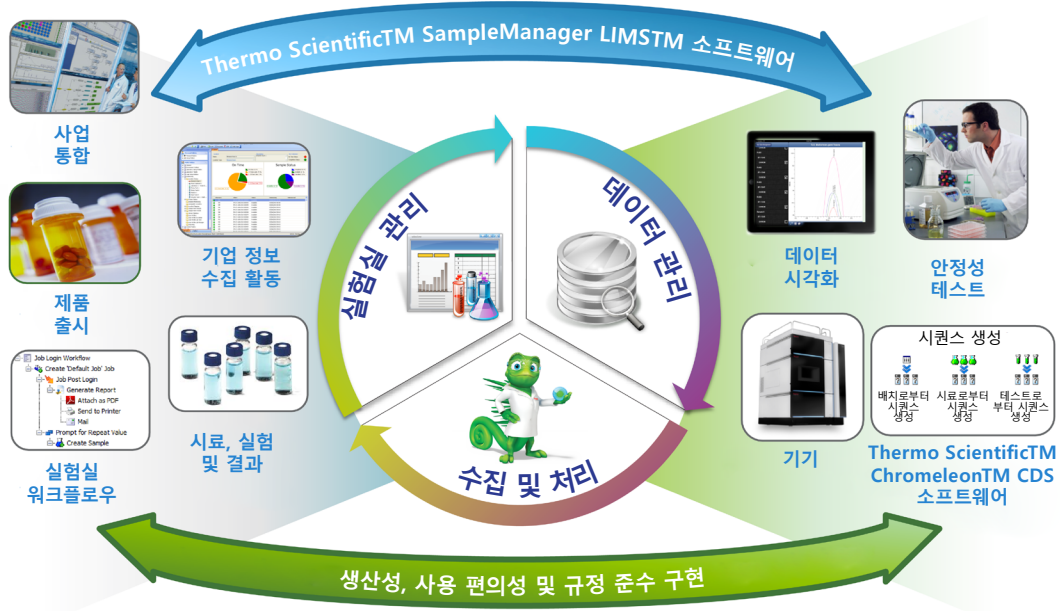 Thermo ScientificTM SampleManager LIMSTM 소프트웨어
사업
통합
제품
출시
Job Login Workflow
Create 'Default Job' Job
Job Post Login
Generate Report
Attach as PDF
Send to Printer
Mail
Prompt for Repeat Value
Create Sample
실험실
워크플로우
기업 정보
수집 활동
시료, 실험
및 결과
실험실 관리
데이터 관리
수집 및 처리
데이터
시각화
안정성
테스트
기기
시퀀스 생성
배치로부터
시퀀스
생성
시료로부터
시퀀스
생성
테스트로
부터 시퀀스
생성
Thermo ScientificTM
ChromeleonTM CDS
소프트웨어
생산성, 사용 편의성 및 규정 준수 구현